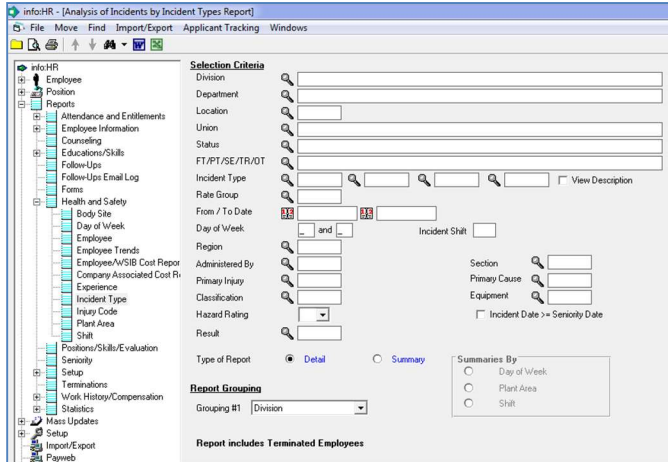 info:HR - [Analysis of Incidents by Incident Types Report]
File Move Find Import/Export Applicant Tracking Windows
info:HR
Employee
Position
Reports
Attendance and Entitlements
Employee Information
Counseling
Educations/Skills
Follow-Ups
Follow-Ups Email Log
Forms
Health and Safety
Body Site
Day of Week
Employee
Employee Trends
Employee/WSIB Cost Repor
Company Associated Cost R
Experience
Incident Type
Injury Code
Plant Area
Shift
Positions/Skills/Evaluation
Seniority
Setup
Terminations
Work History/Compensation
Statistics
Mass Updates
Setup
Import/Export
Payweb
Selection Criteria
Division
Department
Location
Union
Status
FT/PT/SE/TR/OT
Incident Type View Description
Rate Group
From / To Date
Day of Week _ and _ Incident Shift
Region
Administered By Section
Primary Injury Primary Cause
Classification Equipment
Hazard Rating Incident Date >= Seniority Date
Result
Type of Report Detail Summary Summaries By
Day of Week
Plant Area
Shift
Report Grouping
Grouping #1 Division
Report includes Terminated Employees